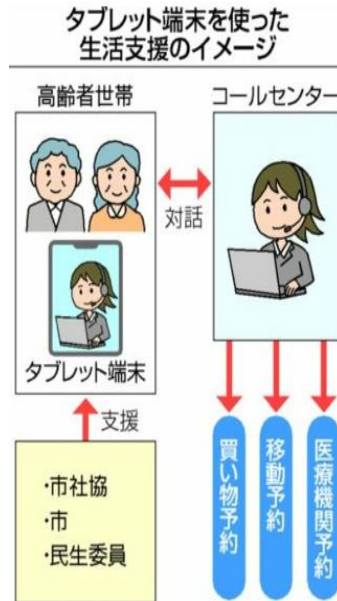 タブレット端末を使った
生活支援のイメージ
高齢者世帯
コールセンター
対話
タブレット端末
支援
・市社協
・市
・民生委員
買い物予約
移動予約
医療機関予約